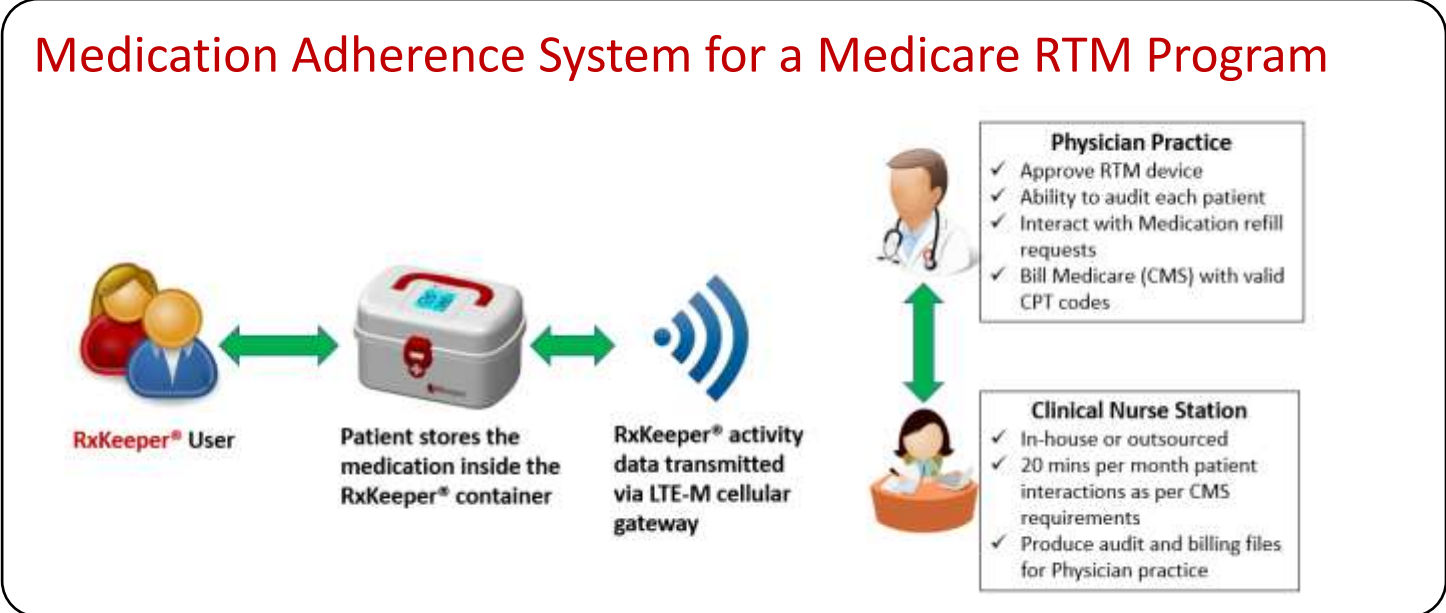 Medication Adherence System for a Medicare RTM Program
Physician Practice
✓ Approve RTM device
✓ Ability to audit each patient
✓ Interact with Medication refill
requests
✓ Bill Medicare (CMS) with valid
CPT codes
RxKeeper® User
Patient stores the
medication inside the
RxKeeper® container
RxKeeper® activity
data transmitted
via LTE-M cellular
gateway
Clinical Nurse Station
✓ In-house or outsourced
✓ 20 mins per month patient
interactions as per CMS
requirements
✓ Produce audit and billing files
for Physician practice